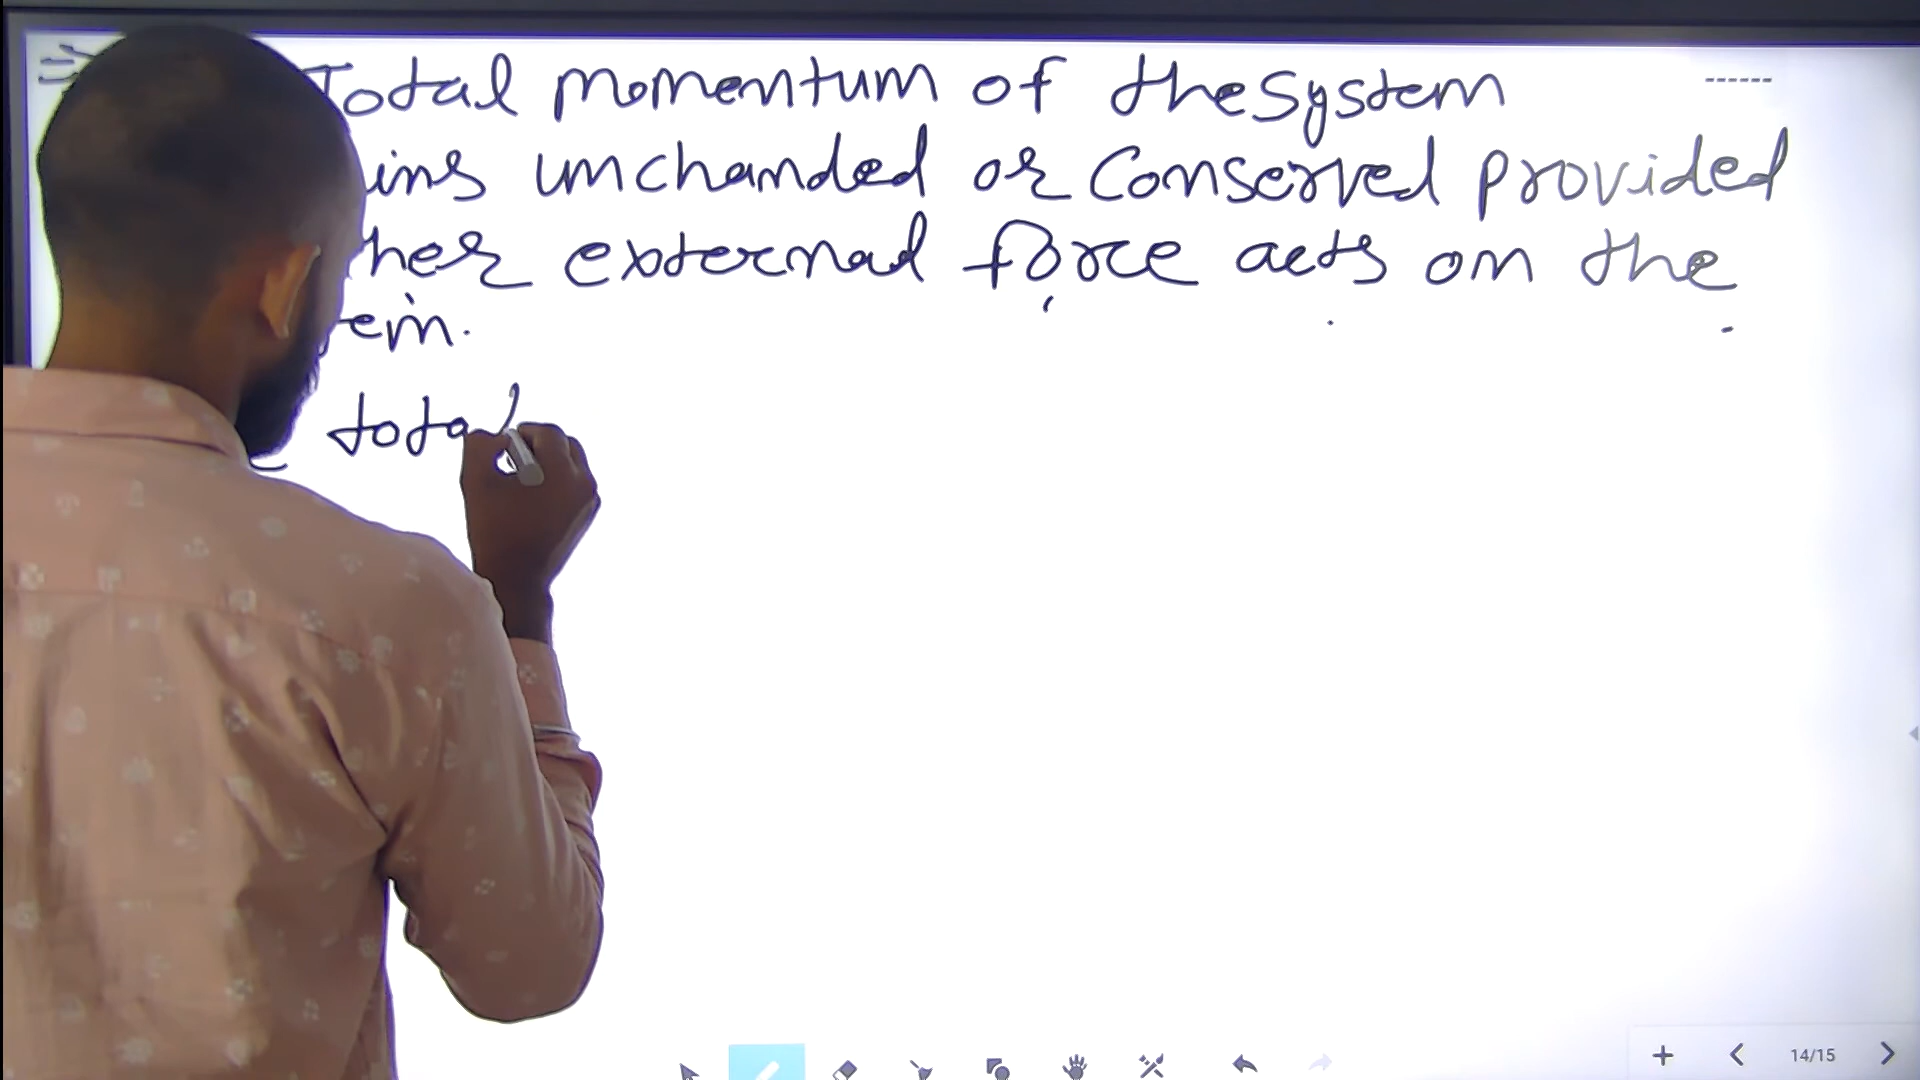 Total momentum of the system
ins unchanded or Conserved provided
her external force acts on the
em.
total
14/15